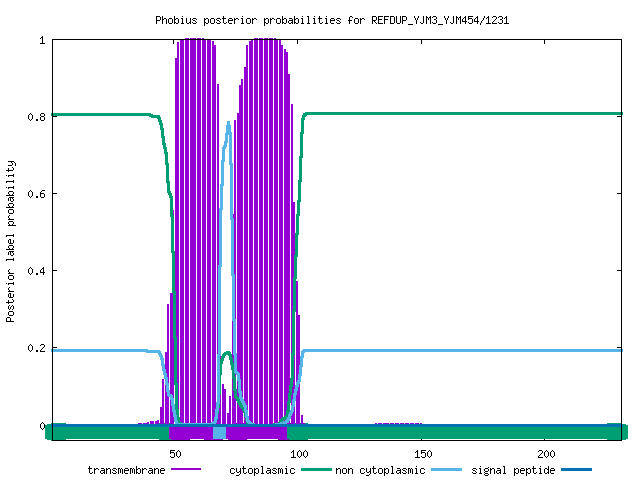 Phobius posterior probabilities for REFDUP_YJM3_YJM454/1231
1
0.8
0.6
0.4
0.2
0
Posterior label probability
50 100 150 200
transmembrane cytoplasmic non cytoplasmic signal peptide